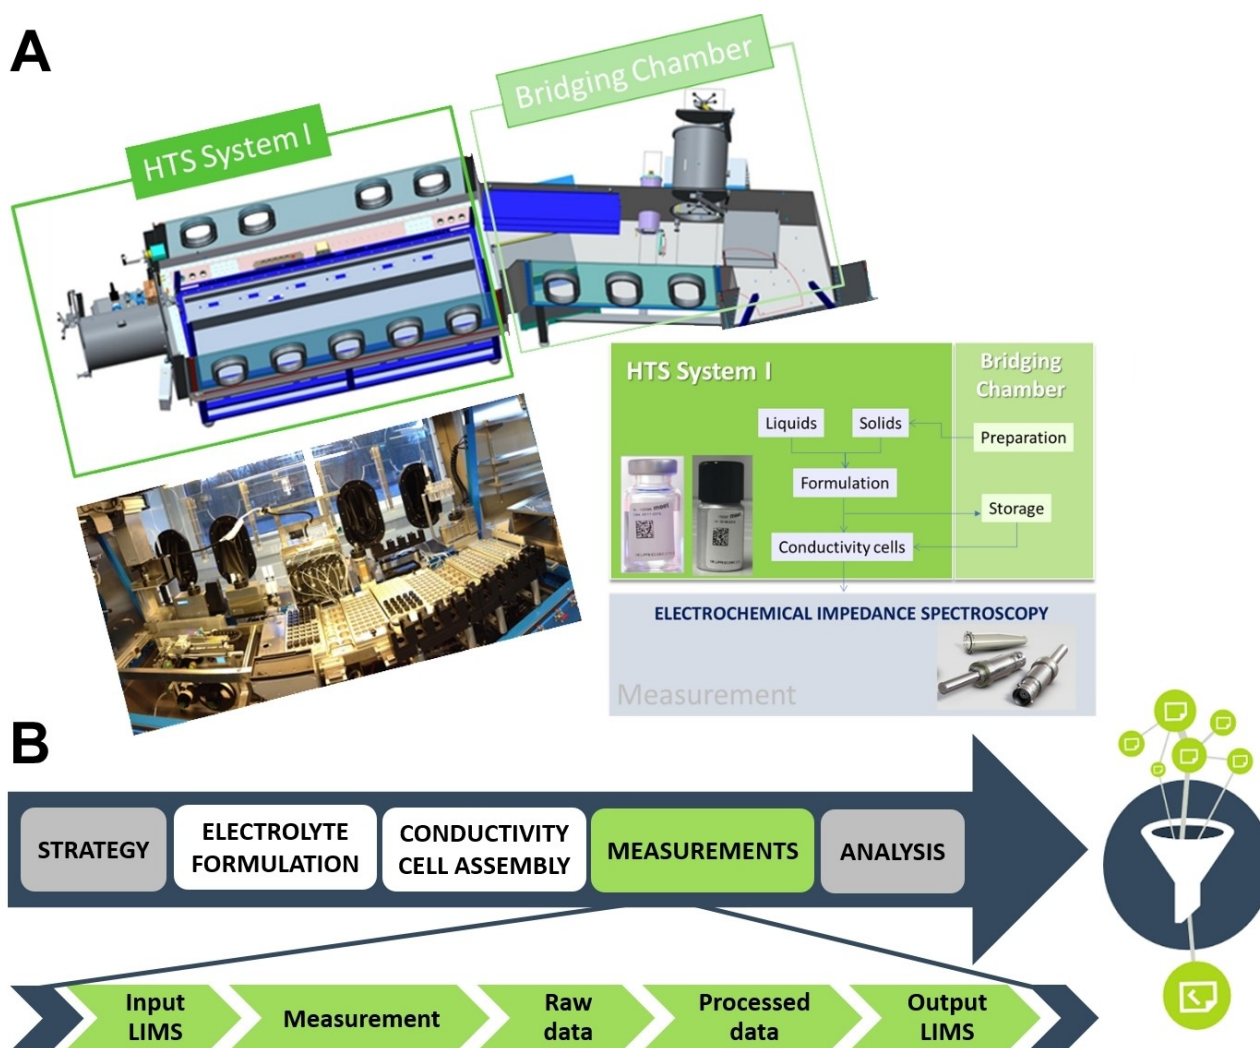 A
HTS System I
Bridging Chamber
HTS System I
Bridging
Chamber
Liquids
Solids
Preparation
Formulation
Storage
Conductivity cells
ELECTROCHEMICAL IMPEDANCE SPECTROSCOPY
Measurement
B
STRATEGY
ELECTROLYTE
FORMULATION
CONDUCTIVITY
CELL ASSEMBLY
MEASUREMENTS
ANALYSIS
Input
LIMS
Measurement
Raw
data
Processed
data
Output
LIMS